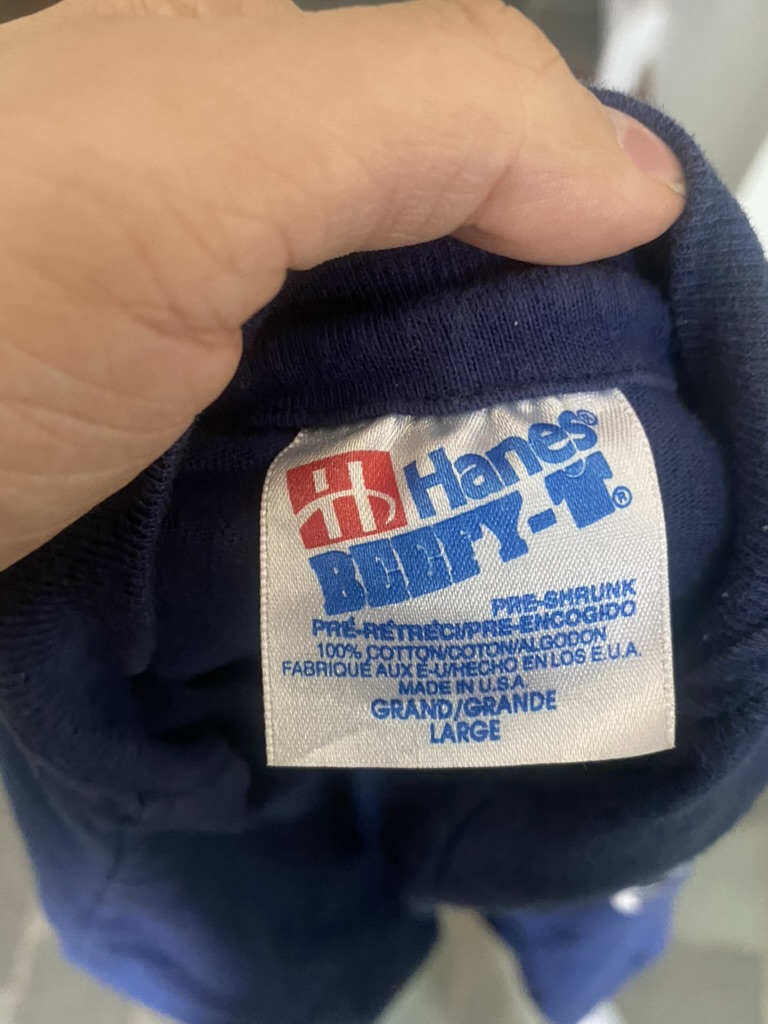 Hanes®
BEEFY-T®
PRE-SHRUNK
PRÉ-RÉTRÉCI/PRE-ENCOGIDO
100% COTTON/COTON/ALGODON
FABRIQUÉ AUX É-U/HECHO EN LOS E.U.A.
MADE IN U.S.A.
GRAND/GRANDE
LARGE